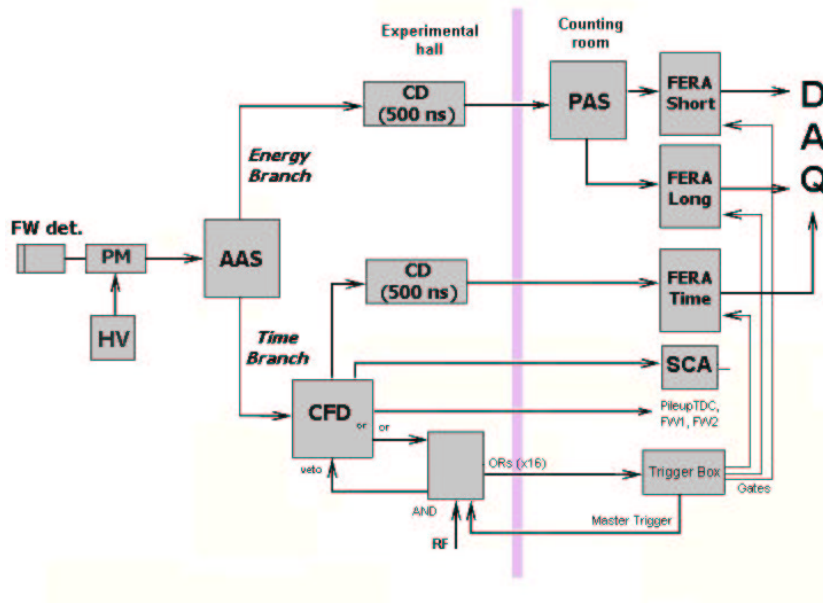 Experimental
hall
Counting
room
CD
(500 ns)
PAS
FERA
Short
D
A
Q
Energy
Branch
FERA
Long
FW det.
PM
AAS
CD
(500 ns)
FERA
Time
HV
Time
Branch
CFD
or
or
SCA
PileupTDC,
FW1, FW2
veto
ORs (x16)
Trigger Box
Gates
AND
Master Trigger
RF